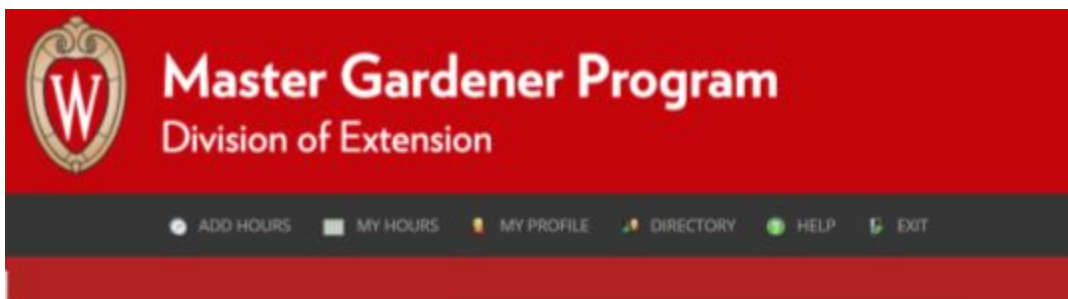 W
Master Gardener Program
Division of Extension
ADD HOURS MY HOURS MY PROFILE DIRECTORY HELP EXIT